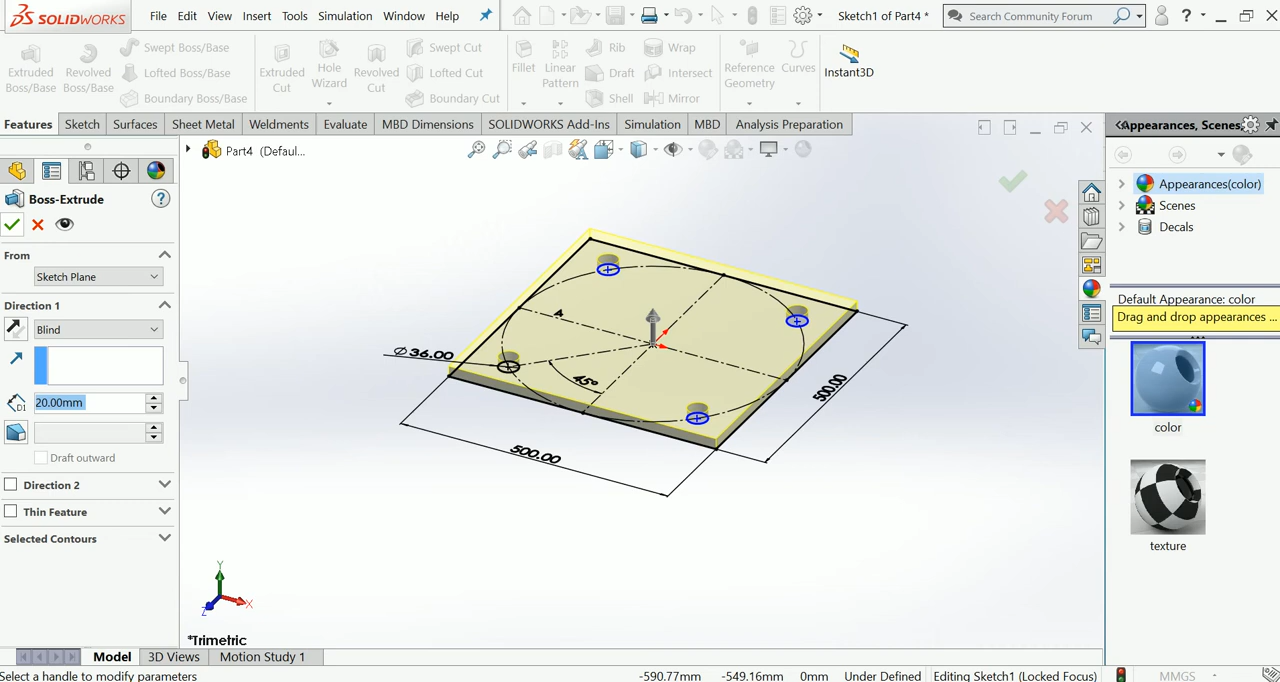 SOLIDWORKS File Edit View Insert Tools Simulation Window Help Sketch1 of Part4 * Search Community Forum ?
Extruded Boss/Base
Revolved Boss/Base
Swept Boss/Base
Lofted Boss/Base
Boundary Boss/Base
Extruded Cut
Hole Wizard
Revolved Cut
Swept Cut
Lofted Cut
Boundary Cut
Fillet
Linear Pattern
Rib
Draft
Shell
Wrap
Intersect
Mirror
Reference Geometry
Curves
Instant3D
Features Sketch Surfaces Sheet Metal Weldments Evaluate MBD Dimensions SOLIDWORKS Add-Ins Simulation MBD Analysis Preparation
Part4 (Defaul...
Boss-Extrude ?
From
Sketch Plane
Direction 1
Blind
D1 20.00mm
Draft outward
Direction 2
Thin Feature
Selected Contours
4
Ø36.00
45°
500.00
500.00
Y
X
Z
*Trimetric
Appearances, Scenes,
Appearances(color)
Scenes
Decals
Default Appearance: color
Drag and drop appearances ...
color
texture
Model 3D Views Motion Study 1
Select a handle to modify parameters -590.77mm -549.16mm 0mm Under Defined Editing Sketch1 (Locked Focus) MMGS -